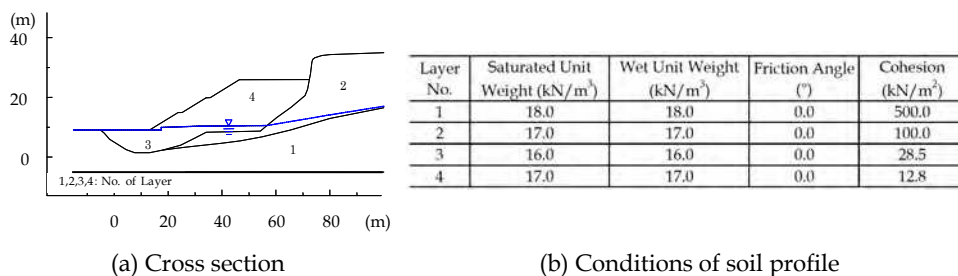 (m)
40
20
0
4
2
3
1
1,2,3,4: No. of Layer
0 20 40 60 80 (m)
(a) Cross section
Layer No. Saturated Unit Weight (kN/m³) Wet Unit Weight (kN/m³) Friction Angle (°) Cohesion (kN/m²)
1 18.0 18.0 0.0 500.0
2 17.0 17.0 0.0 100.0
3 16.0 16.0 0.0 28.5
4 17.0 17.0 0.0 12.8
(b) Conditions of soil profile